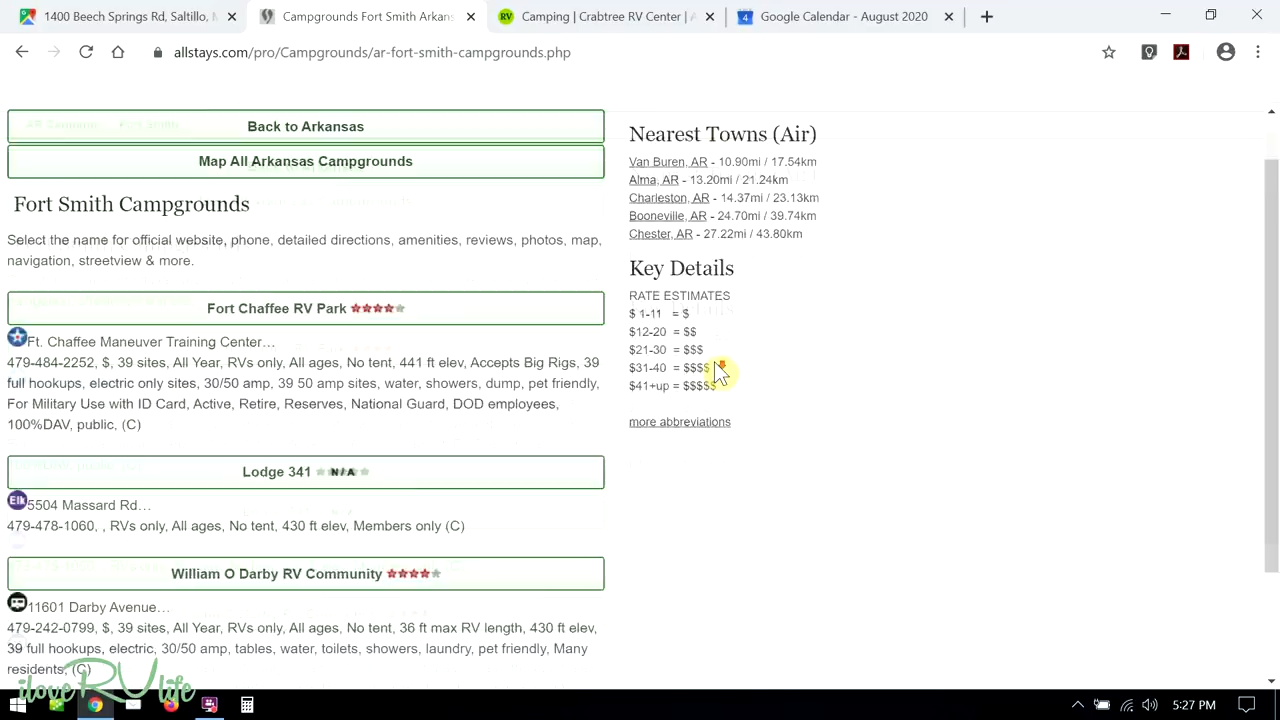 1400 Beech Springs Rd, Saltillo,
Campgrounds Fort Smith Arkans
Camping | Crabtree RV Center |
Google Calendar - August 2020
allstays.com/pro/Campgrounds/ar-fort-smith-campgrounds.php
Back to Arkansas
Map All Arkansas Campgrounds
Fort Smith Campgrounds
Select the name for official website, phone, detailed directions, amenities, reviews, photos, map,
navigation, streetview & more.
Fort Chaffee RV Park
Ft. Chaffee Maneuver Training Center…
479-484-2252, $, 39 sites, All Year, RVs only, All ages, No tent, 441 ft elev, Accepts Big Rigs, 39
full hookups, electric only sites, 30/50 amp, 39 50 amp sites, water, showers, dump, pet friendly,
For Military Use with ID Card, Active, Retire, Reserves, National Guard, DOD employees,
100%DAV, public, (C)
Lodge 341 N/A
Elk 5504 Massard Rd…
479-478-1060, , RVs only, All ages, No tent, 430 ft elev, Members only (C)
William O Darby RV Community
11601 Darby Avenue…
479-242-0799, $, 39 sites, All Year, RVs only, All ages, No tent, 36 ft max RV length, 430 ft elev,
39 full hookups, electric, 30/50 amp, tables, water, toilets, showers, laundry, pet friendly, Many
residents, (C)
Nearest Towns (Air)
Van Buren, AR - 10.90mi / 17.54km
Alma, AR - 13.20mi / 21.24km
Charleston, AR - 14.37mi / 23.13km
Booneville, AR - 24.70mi / 39.74km
Chester, AR - 27.22mi / 43.80km
Key Details
RATE ESTIMATES
$ 1-11 = $
$12-20 = $$
$21-30 = $$$
$31-40 = $$$$
$41+up = $$$$$
more abbreviations
iloveRVlife
5:27 PM